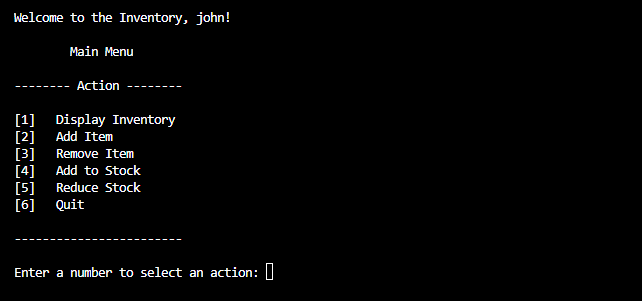 Welcome to the Inventory, john!
Main Menu
-------- Action --------
[1] Display Inventory
[2] Add Item
[3] Remove Item
[4] Add to Stock
[5] Reduce Stock
[6] Quit
------------------------
Enter a number to select an action: